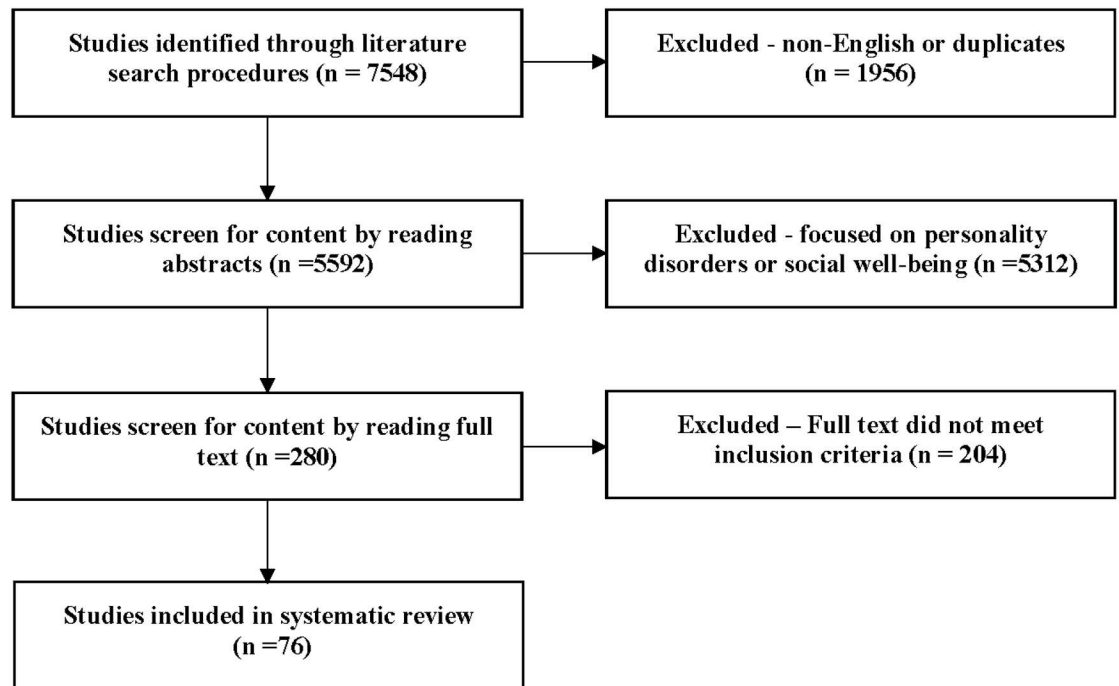 Studies identified through literature
search procedures (n = 7548)
Excluded - non-English or duplicates
(n = 1956)
Studies screen for content by reading
abstracts (n =5592)
Excluded - focused on personality
disorders or social well-being (n =5312)
Studies screen for content by reading full
text (n =280)
Excluded – Full text did not meet
inclusion criteria (n = 204)
Studies included in systematic review
(n =76)